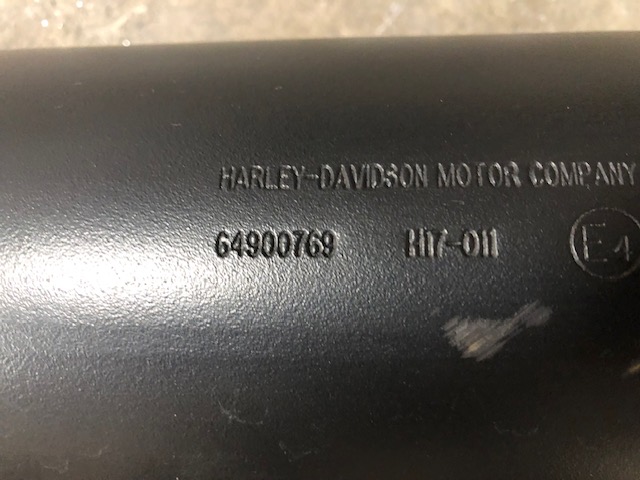 HARLEY-DAVIDSON MOTOR COMPANY
64900769 H17-011 E4